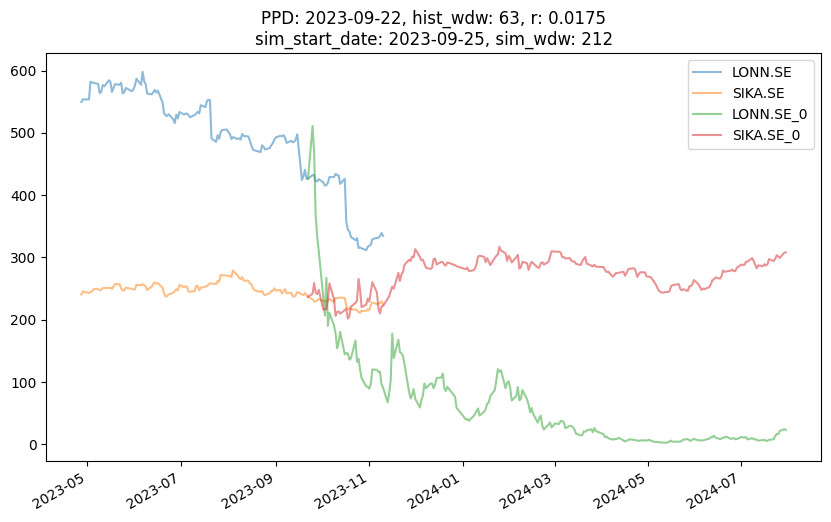 PPD: 2023-09-22, hist_wdw: 63, r: 0.0175
sim_start_date: 2023-09-25, sim_wdw: 212
LONN.SE
SIKA.SE
LONN.SE_0
SIKA.SE_0
600
500
400
300
200
100
0
2023-05
2023-07
2023-09
2023-11
2024-01
2024-03
2024-05
2024-07